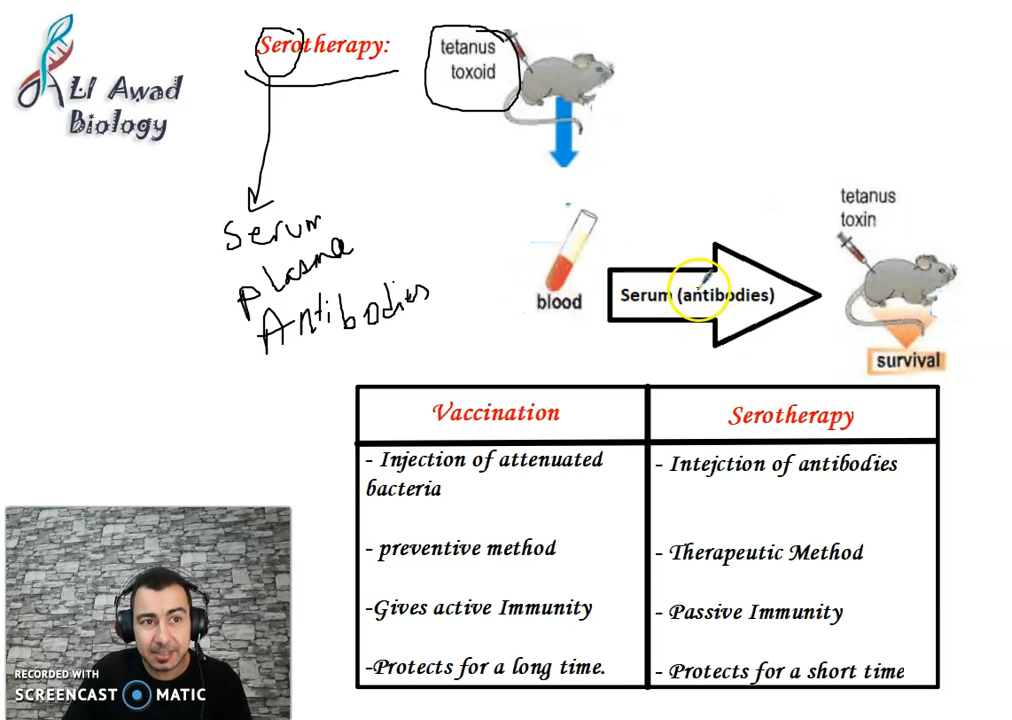 ALI Awad
Biology
Serotherapy:
tetanus
toxoid
Serum
plasma
Antibodies
blood
Serum (antibodies)
tetanus
toxin
survival
Vaccination
- Injection of attenuated
bacteria
- preventive method
-Gives active Immunity
-Protects for a long time.
Serotherapy
- Intejction of antibodies
- Therapeutic Method
- Passive Immunity
- Protects for a short time
RECORDED WITH
SCREENCAST MATIC